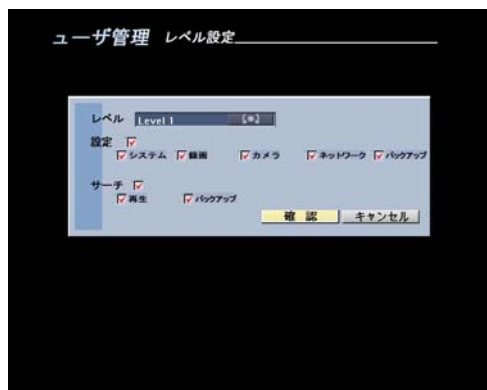 ユーザ管理 レベル設定
レベル Level 1 [*]
設定
システム 録画 カメラ ネットワーク バックアップ
サーチ
再生 バックアップ
確認 キャンセル